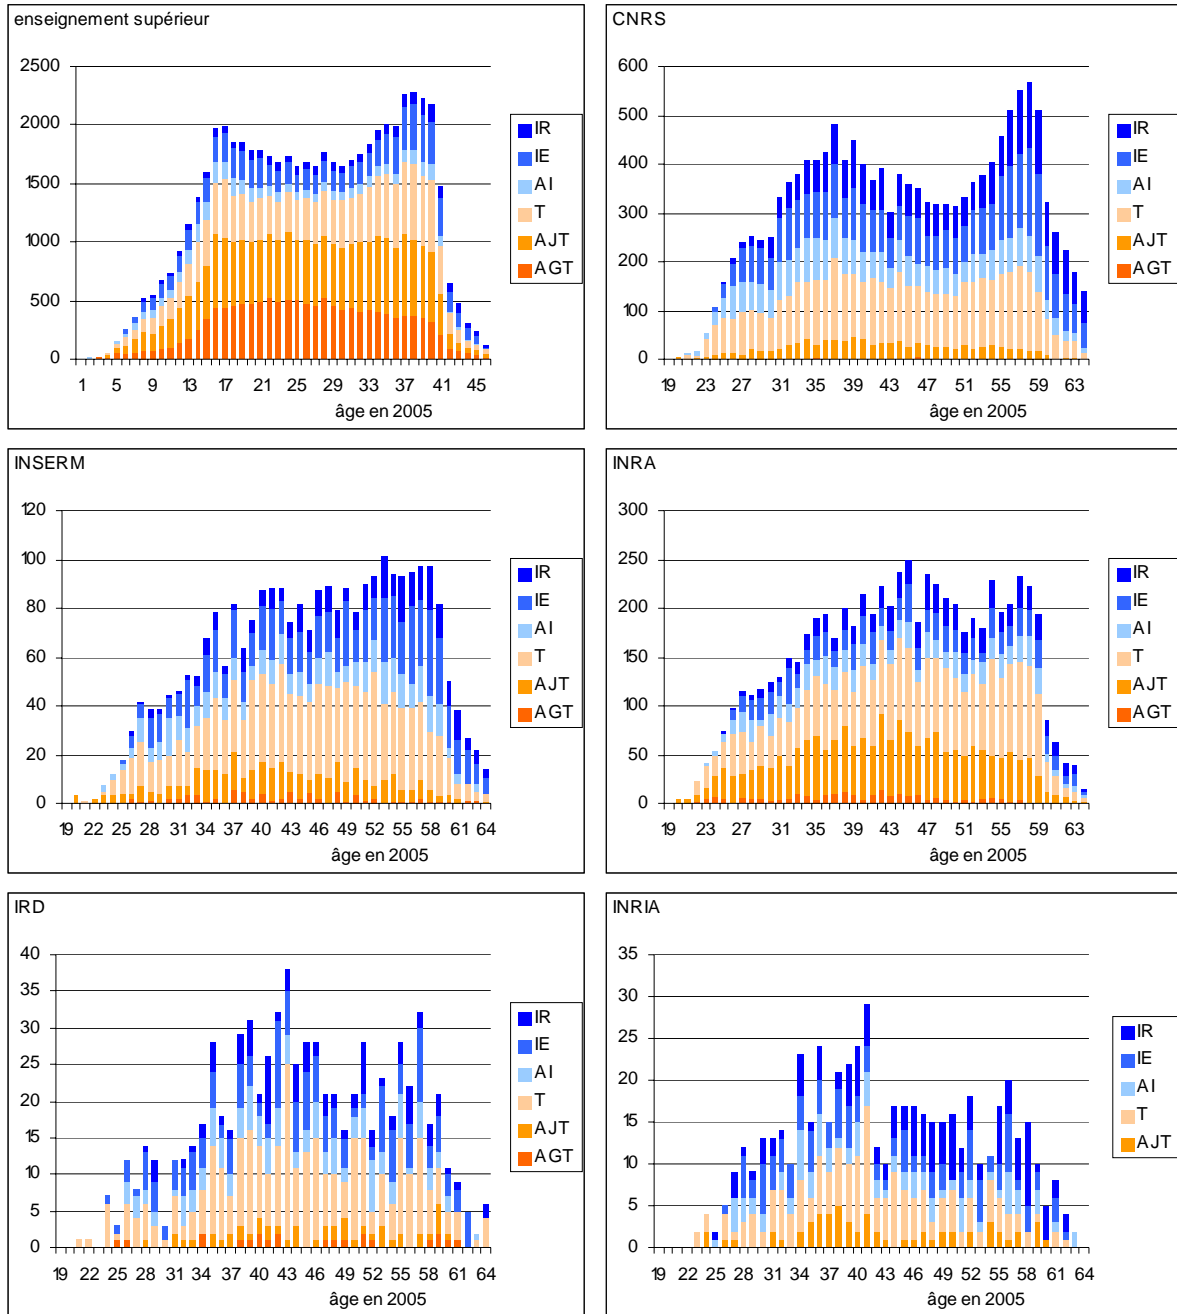 enseignement supérieur
2500
2000
1500
1000
500
0
1 5 9 13 17 21 25 29 33 37 41 45
âge en 2005
IR
IE
AI
T
AJT
AGT
CNRS
600
500
400
300
200
100
0
19 23 27 31 35 39 43 47 51 55 59 63
âge en 2005
IR
IE
AI
T
AJT
AGT
INSERM
120
100
80
60
40
20
0
19 22 25 28 31 34 37 40 43 46 49 52 55 58 61 64
âge en 2005
IR
IE
AI
T
AJT
AGT
INRA
300
250
200
150
100
50
0
19 23 27 31 35 39 43 47 51 55 59 63
âge en 2005
IR
IE
AI
T
AJT
AGT
IRD
40
35
30
25
20
15
10
5
0
19 22 25 28 31 34 37 40 43 46 49 52 55 58 61 64
âge en 2005
IR
IE
AI
T
AJT
AGT
INRIA
35
30
25
20
15
10
5
0
19 22 25 28 31 34 37 40 43 46 49 52 55 58 61 64
âge en 2005
IR
IE
AI
T
AJT